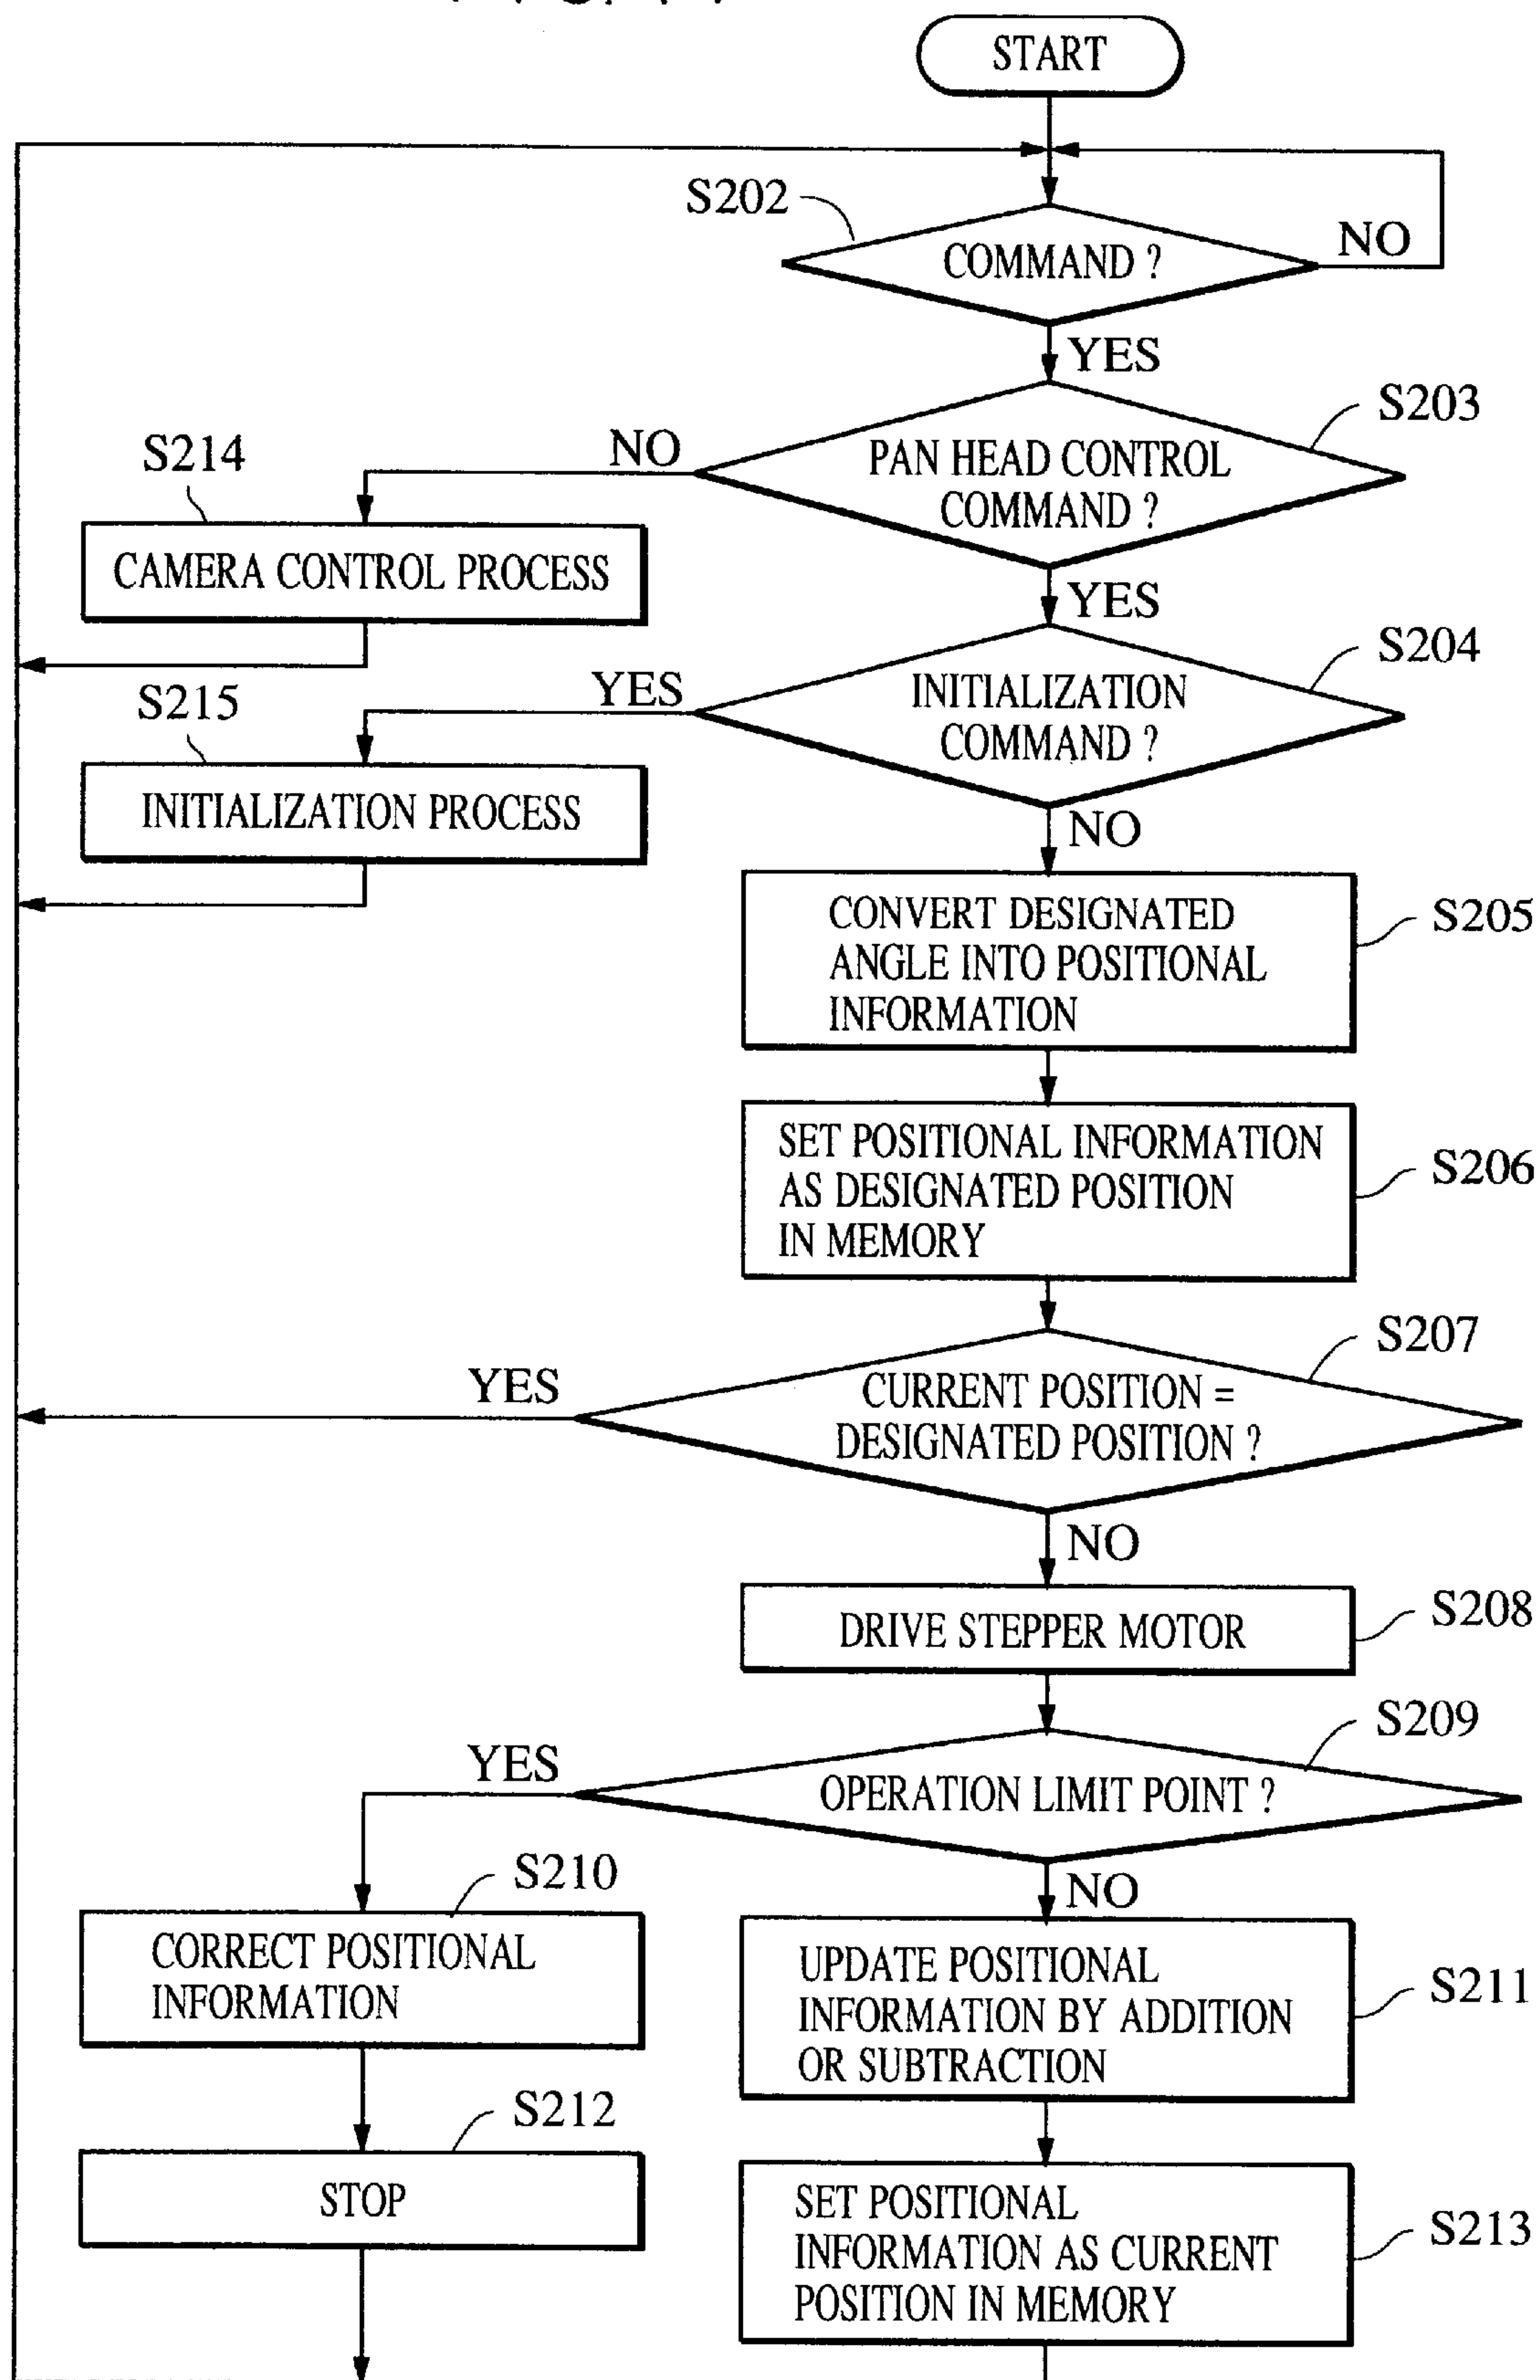 START
S202
COMMAND ?
NO
YES
S203
PAN HEAD CONTROL
COMMAND ?
NO
S214
CAMERA CONTROL PROCESS
YES
S204
INITIALIZATION
COMMAND ?
YES
S215
INITIALIZATION PROCESS
NO
CONVERT DESIGNATED
ANGLE INTO POSITIONAL
INFORMATION
S205
SET POSITIONAL INFORMATION
AS DESIGNATED POSITION
IN MEMORY
S206
S207
YES
CURRENT POSITION =
DESIGNATED POSITION ?
NO
DRIVE STEPPER MOTOR
S208
S209
YES
OPERATION LIMIT POINT ?
S210
NO
CORRECT POSITIONAL
INFORMATION
UPDATE POSITIONAL
INFORMATION BY ADDITION
OR SUBTRACTION
S211
S212
STOP
SET POSITIONAL
INFORMATION AS CURRENT
POSITION IN MEMORY
S213